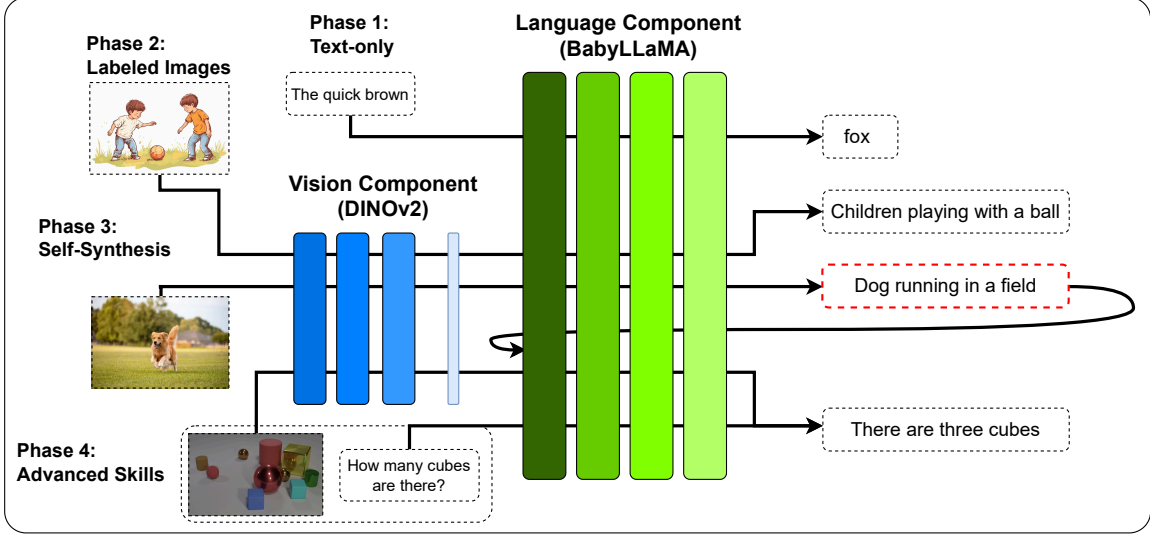 Phase 1:
Text-only
Language Component
(BabyLLaMA)
Phase 2:
Labeled Images
The quick brown
fox
Vision Component
(DINOv2)
Children playing with a ball
Phase 3:
Self-Synthesis
Dog running in a field
Phase 4:
Advanced Skills
How many cubes
are there?
There are three cubes